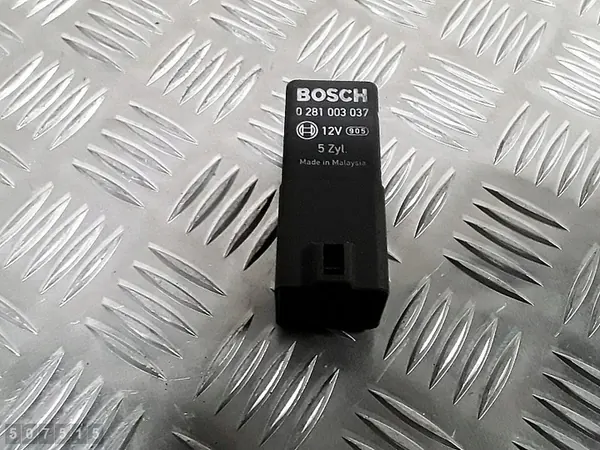 BOSCH
0 281 003 037
12V 905
5 Zyl.
Made in Malaysia
507515